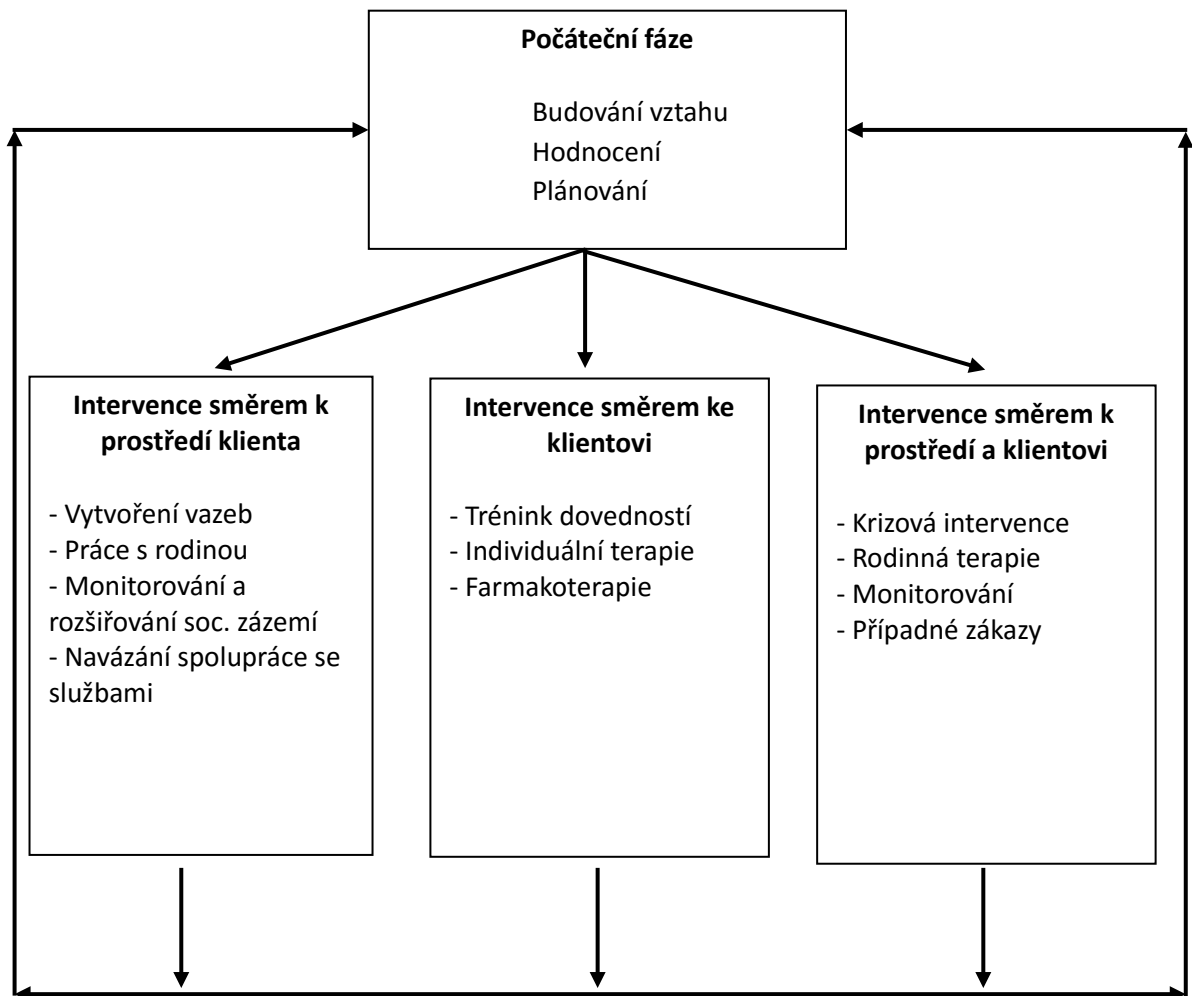 Počáteční fáze
Budování vztahu
Hodnocení
Plánování
Intervence směrem k
prostředí klienta
- Vytvoření vazeb
- Práce s rodinou
- Monitorování a
rozšiřování soc. zázemí
- Navázání spolupráce se
službami
Intervence směrem ke
klientovi
- Trénink dovedností
- Individuální terapie
- Farmakoterapie
Intervence směrem k
prostředí a klientovi
- Krizová intervence
- Rodinná terapie
- Monitorování
- Případné zákazy